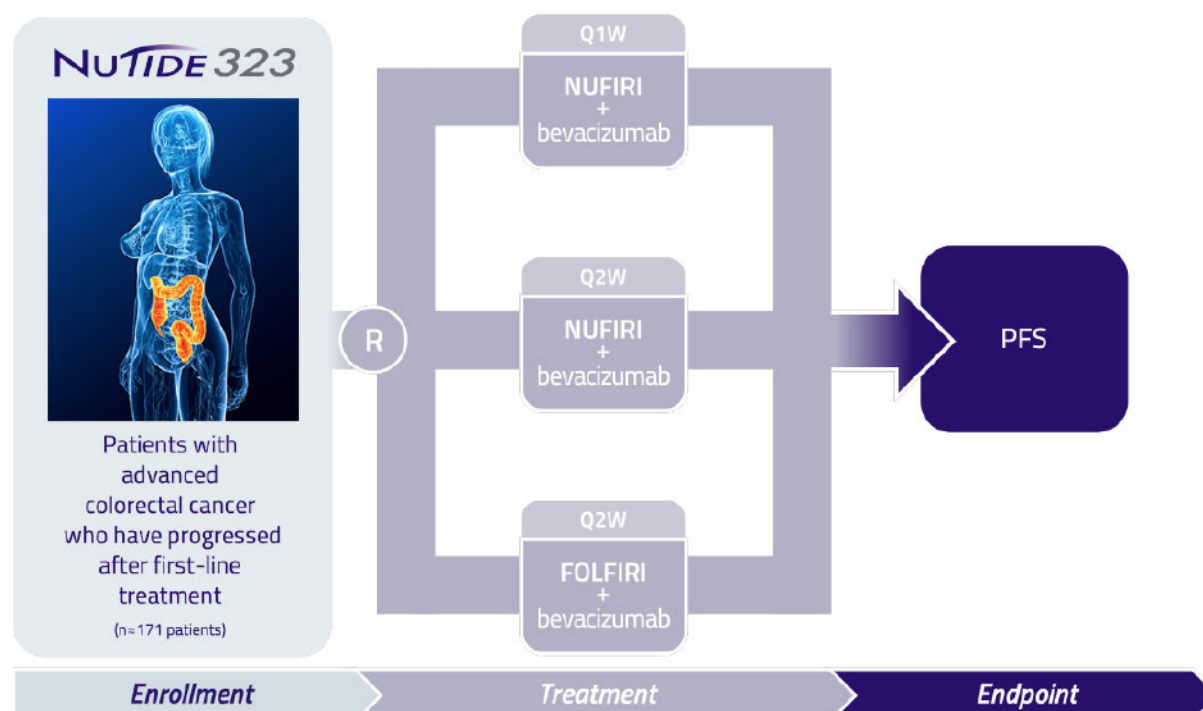 NUTIDE 323
Patients with
advanced
colorectal cancer
who have progressed
after first-line
treatment
(n≈171 patients)
R
Q1W
NUFIRI
+
bevacizumab
Q2W
NUFIRI
+
bevacizumab
Q2W
FOLFIRI
+
bevacizumab
PFS
Enrollment
Treatment
Endpoint